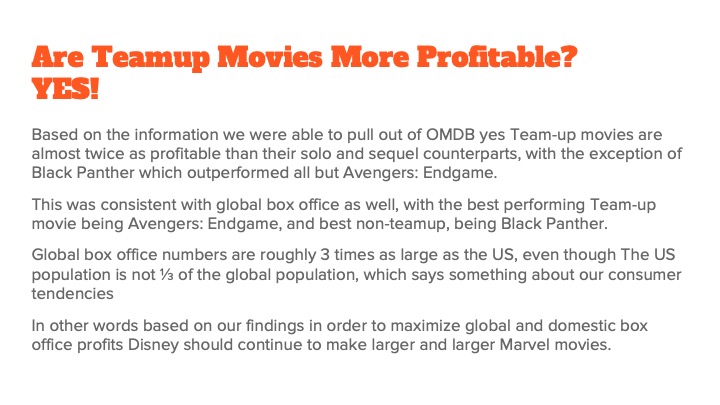 Are Teamup Movies More Profitable?
YES!
Based on the information we were able to pull out of OMDB yes Team-up movies are
almost twice as profitable than their solo and sequel counterparts, with the exception of
Black Panther which outperformed all but Avengers: Endgame.
This was consistent with global box office as well, with the best performing Team-up
movie being Avengers: Endgame, and best non-teamup, being Black Panther.
Global box office numbers are roughly 3 times as large as the US, even though The US
population is not ⅓ of the global population, which says something about our consumer
tendencies
In other words based on our findings in order to maximize global and domestic box
office profits Disney should continue to make larger and larger Marvel movies.